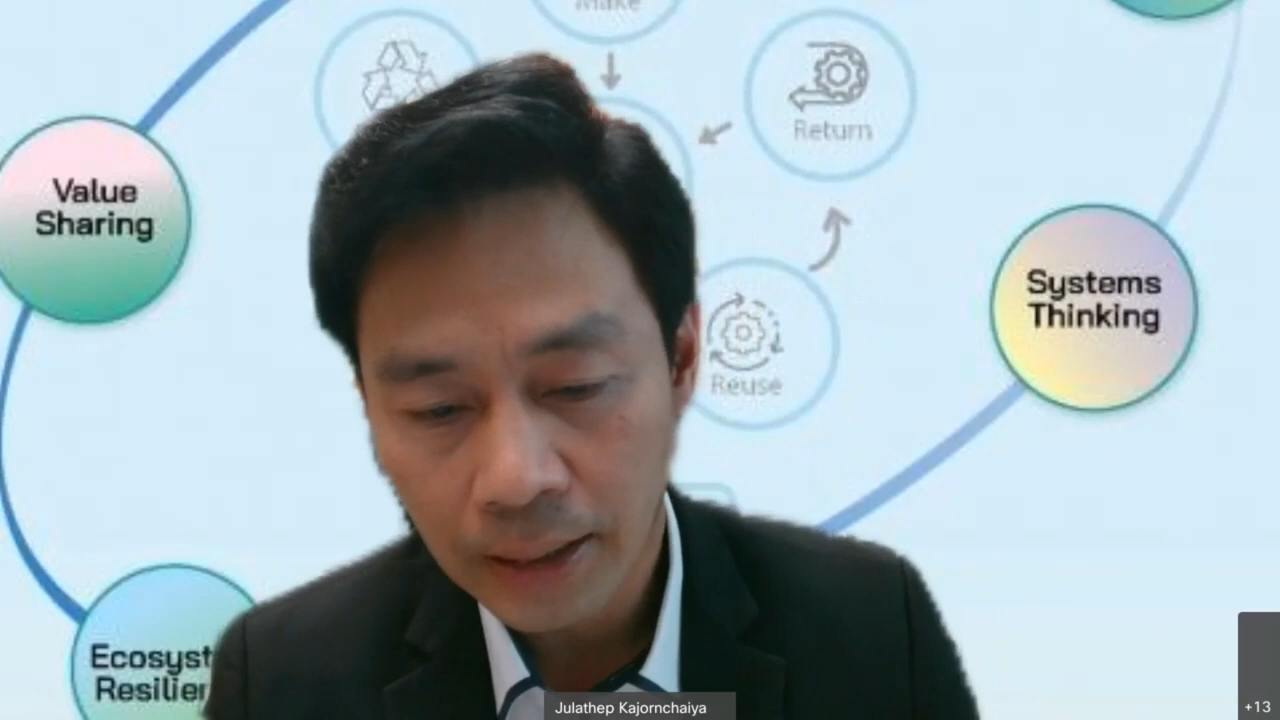 Make
Return
Value
Sharing
Systems
Thinking
Reuse
Ecosyst
Resilier
Julathep Kajornchaiya
+13